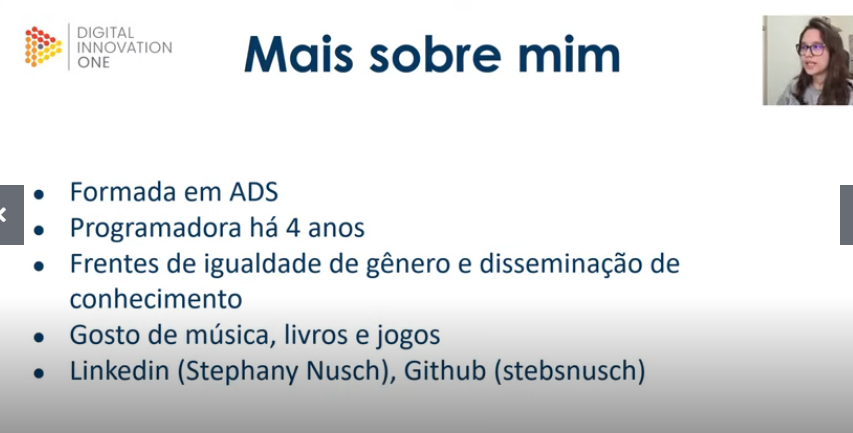 DIGITAL
INNOVATION
ONE
Mais sobre mim
• Formada em ADS
• Programadora há 4 anos
• Frentes de igualdade de gênero e disseminação de
conhecimento
• Gosto de música, livros e jogos
• Linkedin (Stephany Nusch), Github (stebsnusch)